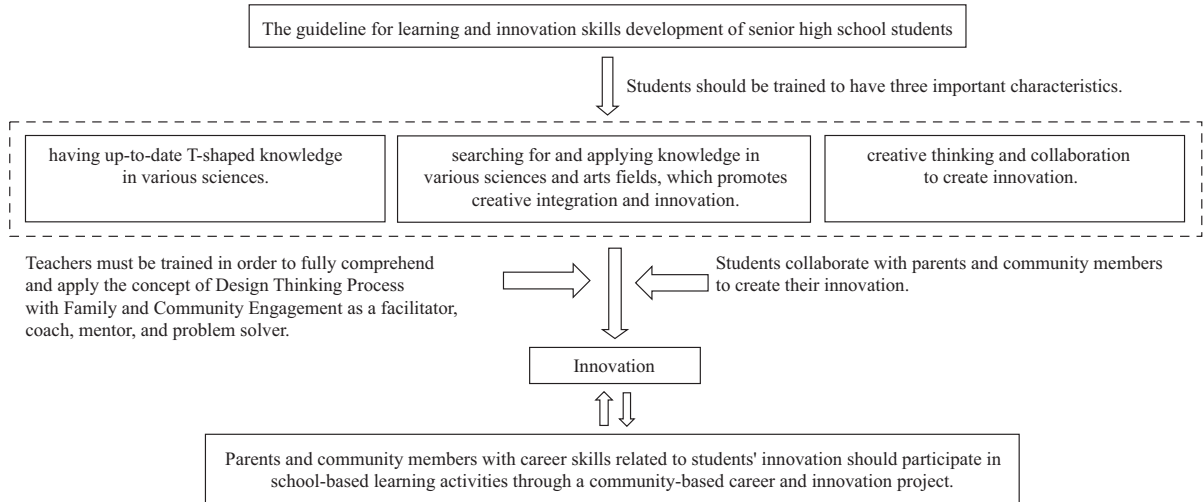 The guideline for learning and innovation skills development of senior high school students
Students should be trained to have three important characteristics.
having up-to-date T-shaped knowledge
in various sciences.
searching for and applying knowledge in
various sciences and arts fields, which promotes
creative integration and innovation.
creative thinking and collaboration
to create innovation.
Teachers must be trained in order to fully comprehend
and apply the concept of Design Thinking Process
with Family and Community Engagement as a facilitator,
coach, mentor, and problem solver.
Students collaborate with parents and community members
to create their innovation.
Innovation
Parents and community members with career skills related to students' innovation should participate in
school-based learning activities through a community-based career and innovation project.